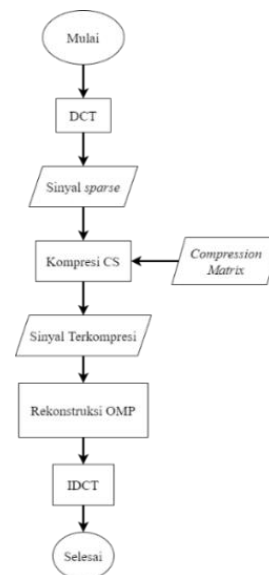 Mulai
DCT
Sinyal sparse
Kompresi CS
Compression
Matrix
Sinyal Terkompresi
Rekonstruksi OMP
IDCT
Selesai